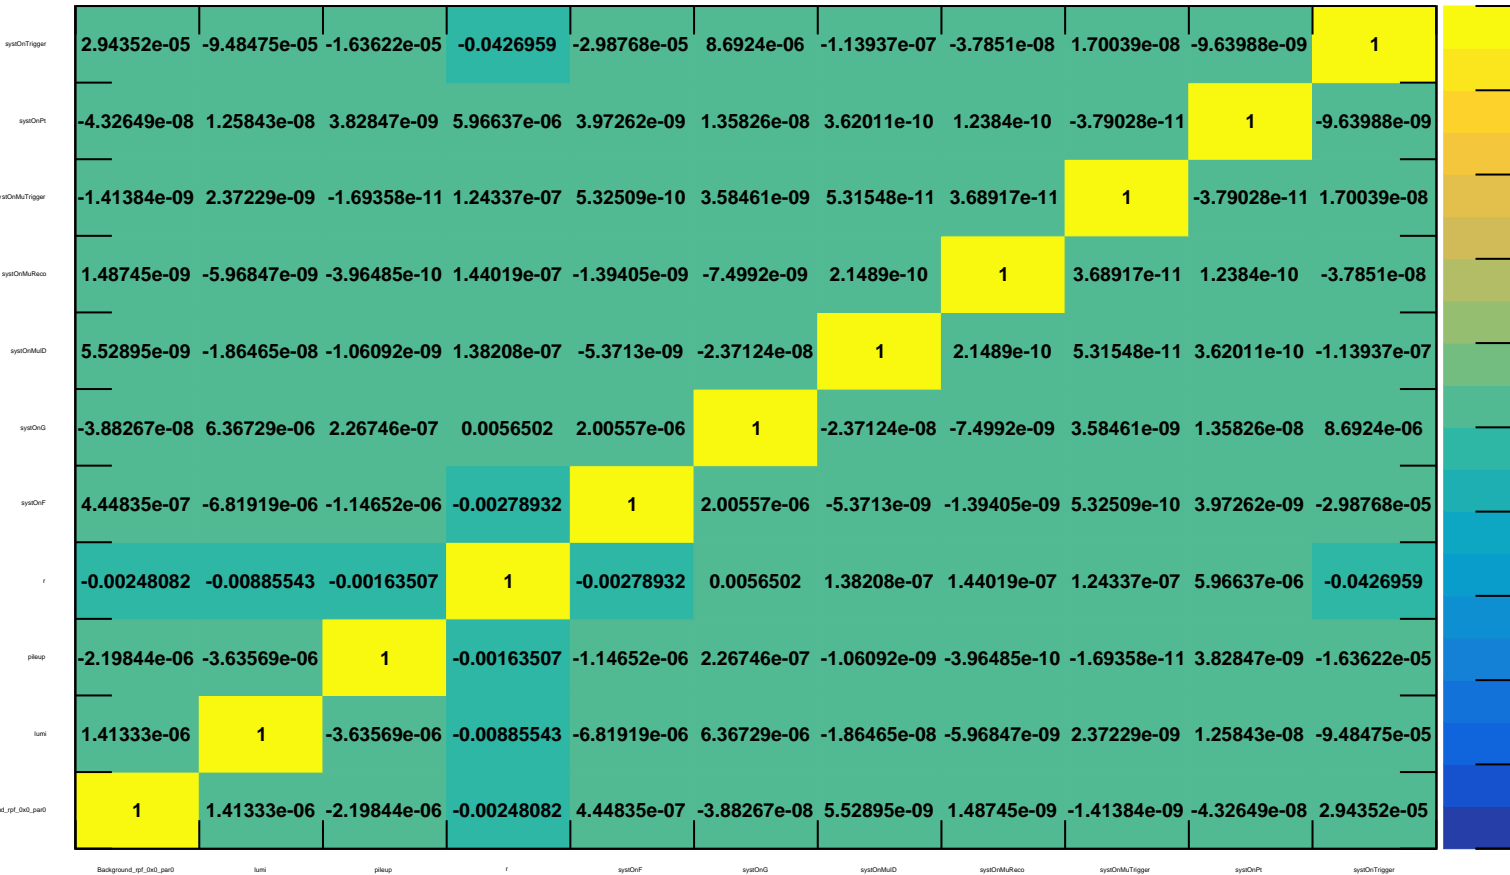 systOnTrigger 2.94352e-05 -9.48475e-05 -1.63622e-05 -0.0426959 -2.98768e-05 8.6924e-06 -1.13937e-07 -3.7851e-08 1.70039e-08 -9.63988e-09 1
systOnPt -4.32649e-08 1.25843e-08 3.82847e-09 5.96637e-06 3.97262e-09 1.35826e-08 3.62011e-10 1.2384e-10 -3.79028e-11 1 -9.63988e-09
ystOnMuTrigger -1.41384e-09 2.37229e-09 -1.69358e-11 1.24337e-07 5.32509e-10 3.58461e-09 5.31548e-11 3.68917e-11 1 -3.79028e-11 1.70039e-08
systOnMuReco 1.48745e-09 -5.96847e-09 -3.96485e-10 1.44019e-07 -1.39405e-09 -7.4992e-09 2.1489e-10 1 3.68917e-11 1.2384e-10 -3.7851e-08
systOnMuID 5.52895e-09 -1.86465e-08 -1.06092e-09 1.38208e-07 -5.3713e-09 -2.37124e-08 1 2.1489e-10 5.31548e-11 3.62011e-10 -1.13937e-07
systOnG -3.88267e-08 6.36729e-06 2.26746e-07 0.0056502 2.00557e-06 1 -2.37124e-08 -7.4992e-09 3.58461e-09 1.35826e-08 8.6924e-06
systOnF 4.44835e-07 -6.81919e-06 -1.14652e-06 -0.00278932 1 2.00557e-06 -5.3713e-09 -1.39405e-09 5.32509e-10 3.97262e-09 -2.98768e-05
r -0.00248082 -0.00885543 -0.00163507 1 -0.00278932 0.0056502 1.38208e-07 1.44019e-07 1.24337e-07 5.96637e-06 -0.0426959
pileup -2.19844e-06 -3.63569e-06 1 -0.00163507 -1.14652e-06 2.26746e-07 -1.06092e-09 -3.96485e-10 -1.69358e-11 3.82847e-09 -1.63622e-05
lumi 1.41333e-06 1 -3.63569e-06 -0.00885543 -6.81919e-06 6.36729e-06 -1.86465e-08 -5.96847e-09 2.37229e-09 1.25843e-08 -9.48475e-05
d_rpf_0x0_par0 1 1.41333e-06 -2.19844e-06 -0.00248082 4.44835e-07 -3.88267e-08 5.52895e-09 1.48745e-09 -1.41384e-09 -4.32649e-08 2.94352e-05
Background_rpf_0x0_par0 lumi pileup r systOnF systOnG systOnMuID systOnMuReco systOnMuTrigger systOnPt systOnTrigger